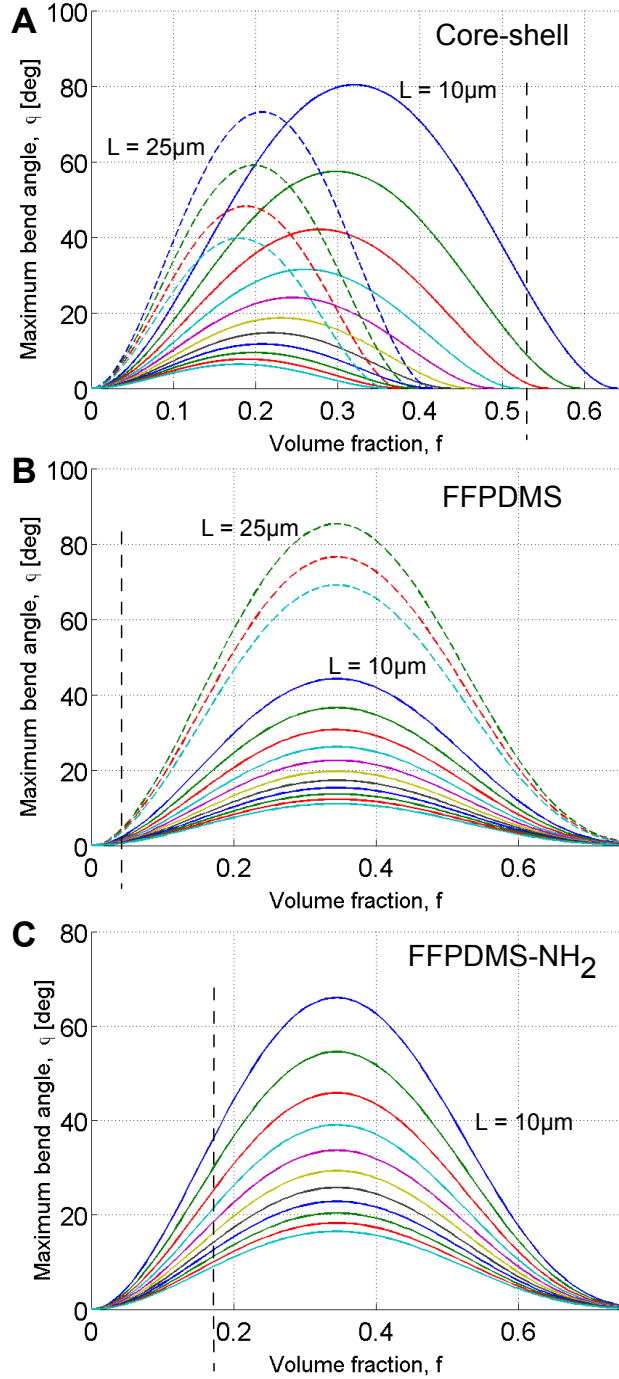 A
Core-shell
L = 10µm
L = 25µm
Maximum bend angle, φ [deg]
100
80
60
40
20
0
0 0.1 0.2 0.3 0.4 0.5 0.6
Volume fraction, f
B
FFPDMS
L = 25µm
L = 10µm
Maximum bend angle, φ [deg]
100
80
60
40
20
0
0 0.2 0.4 0.6
Volume fraction, f
C
FFPDMS-NH₂
L = 10µm
Maximum bend angle, φ [deg]
80
60
40
20
0
0 0.2 0.4 0.6
Volume fraction, f